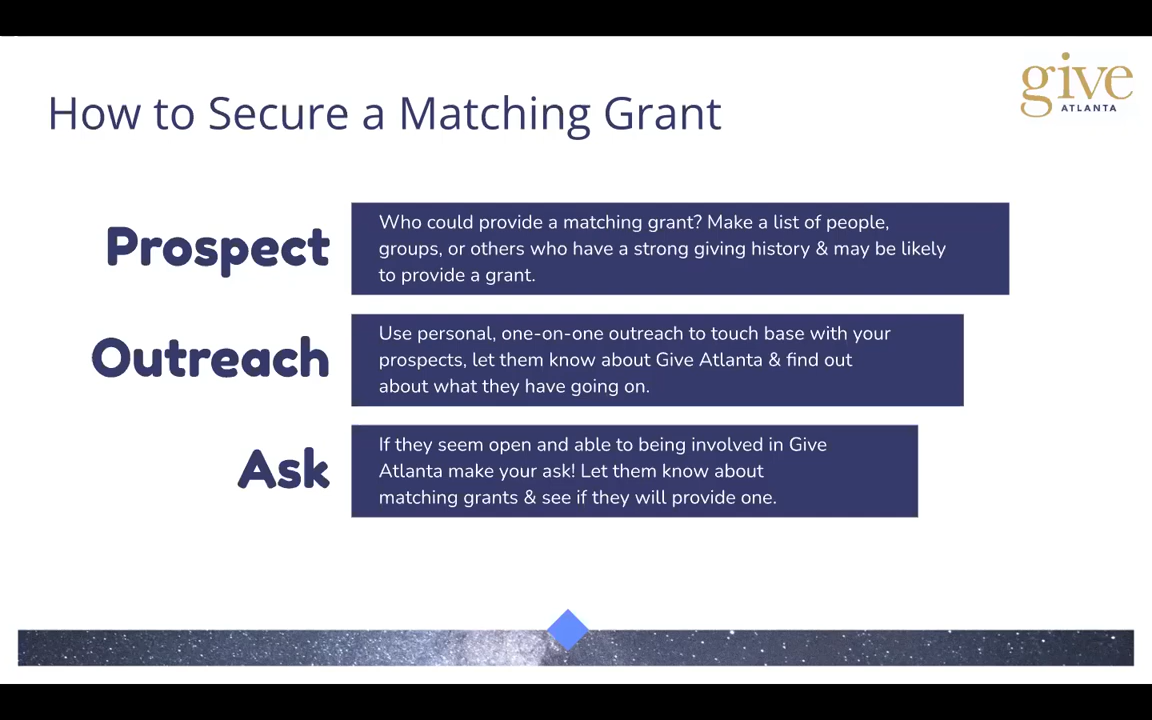 give
ATLANTA
How to Secure a Matching Grant
Prospect
Who could provide a matching grant? Make a list of people,
groups, or others who have a strong giving history & may be likely
to provide a grant.
Outreach
Use personal, one-on-one outreach to touch base with your
prospects, let them know about Give Atlanta & find out
about what they have going on.
Ask
If they seem open and able to being involved in Give
Atlanta make your ask! Let them know about
matching grants & see if they will provide one.